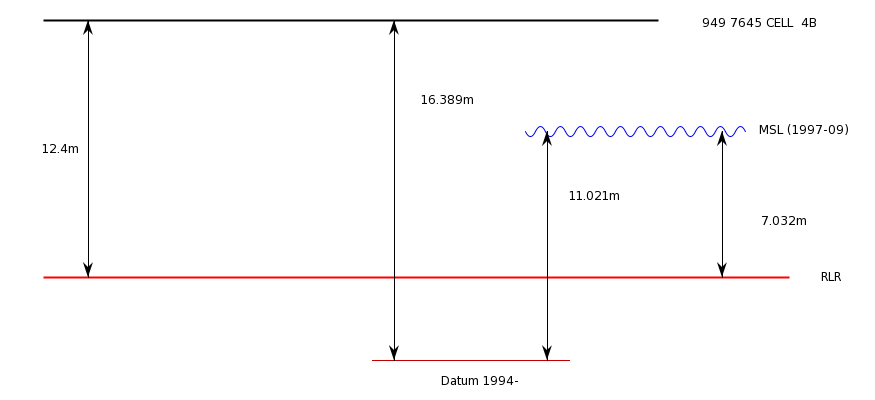 949 7645 CELL 4B
16.389m
MSL (1997-09)
12.4m
11.021m
7.032m
RLR
Datum 1994-